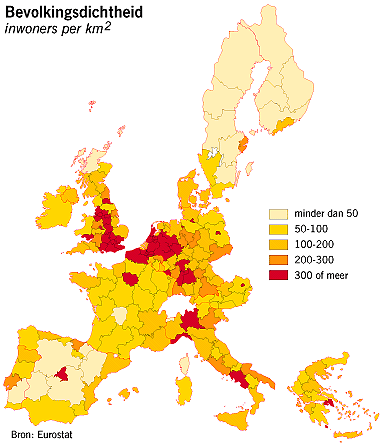 Bevolkingsdichtheid
inwoners per km2
minder dan 50
50-100
100-200
200-300
300 of meer
Bron: Eurostat